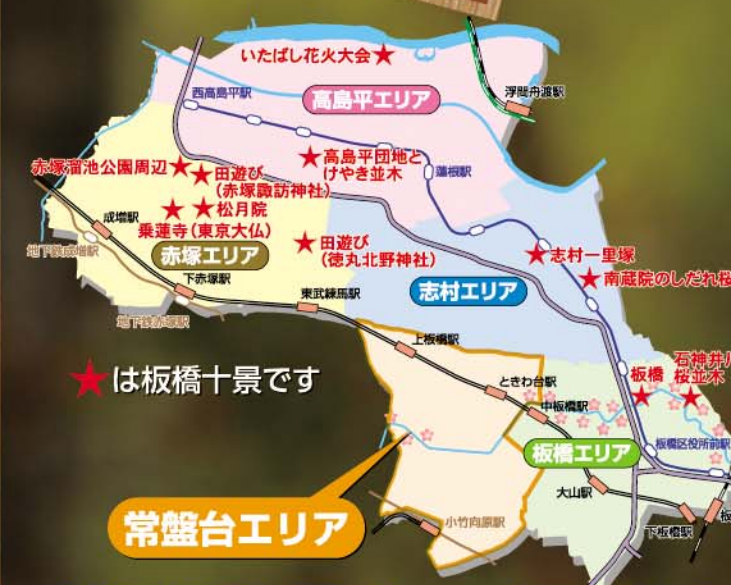 いたばし花火大会
西高島平駅
高島平エリア
浮間舟渡駅
赤塚溜池公園周辺
田遊び
(赤塚諏訪神社)
高島平団地と
けやき並木
蓮根駅
松月院
成増駅
乗蓮寺(東京大仏)
地下鉄成増駅
赤塚エリア
田遊び
(徳丸北野神社)
志村一里塚
下赤塚駅
南蔵院のしだれ桜
東武練馬駅
志村エリア
地下鉄赤塚駅
上板橋駅
★は板橋十景です
石神井川
桜並木
板橋
ときわ台駅
中板橋駅
板橋区役所前駅
板橋エリア
大山駅
常盤台エリア
小竹向原駅
下板橋駅
板